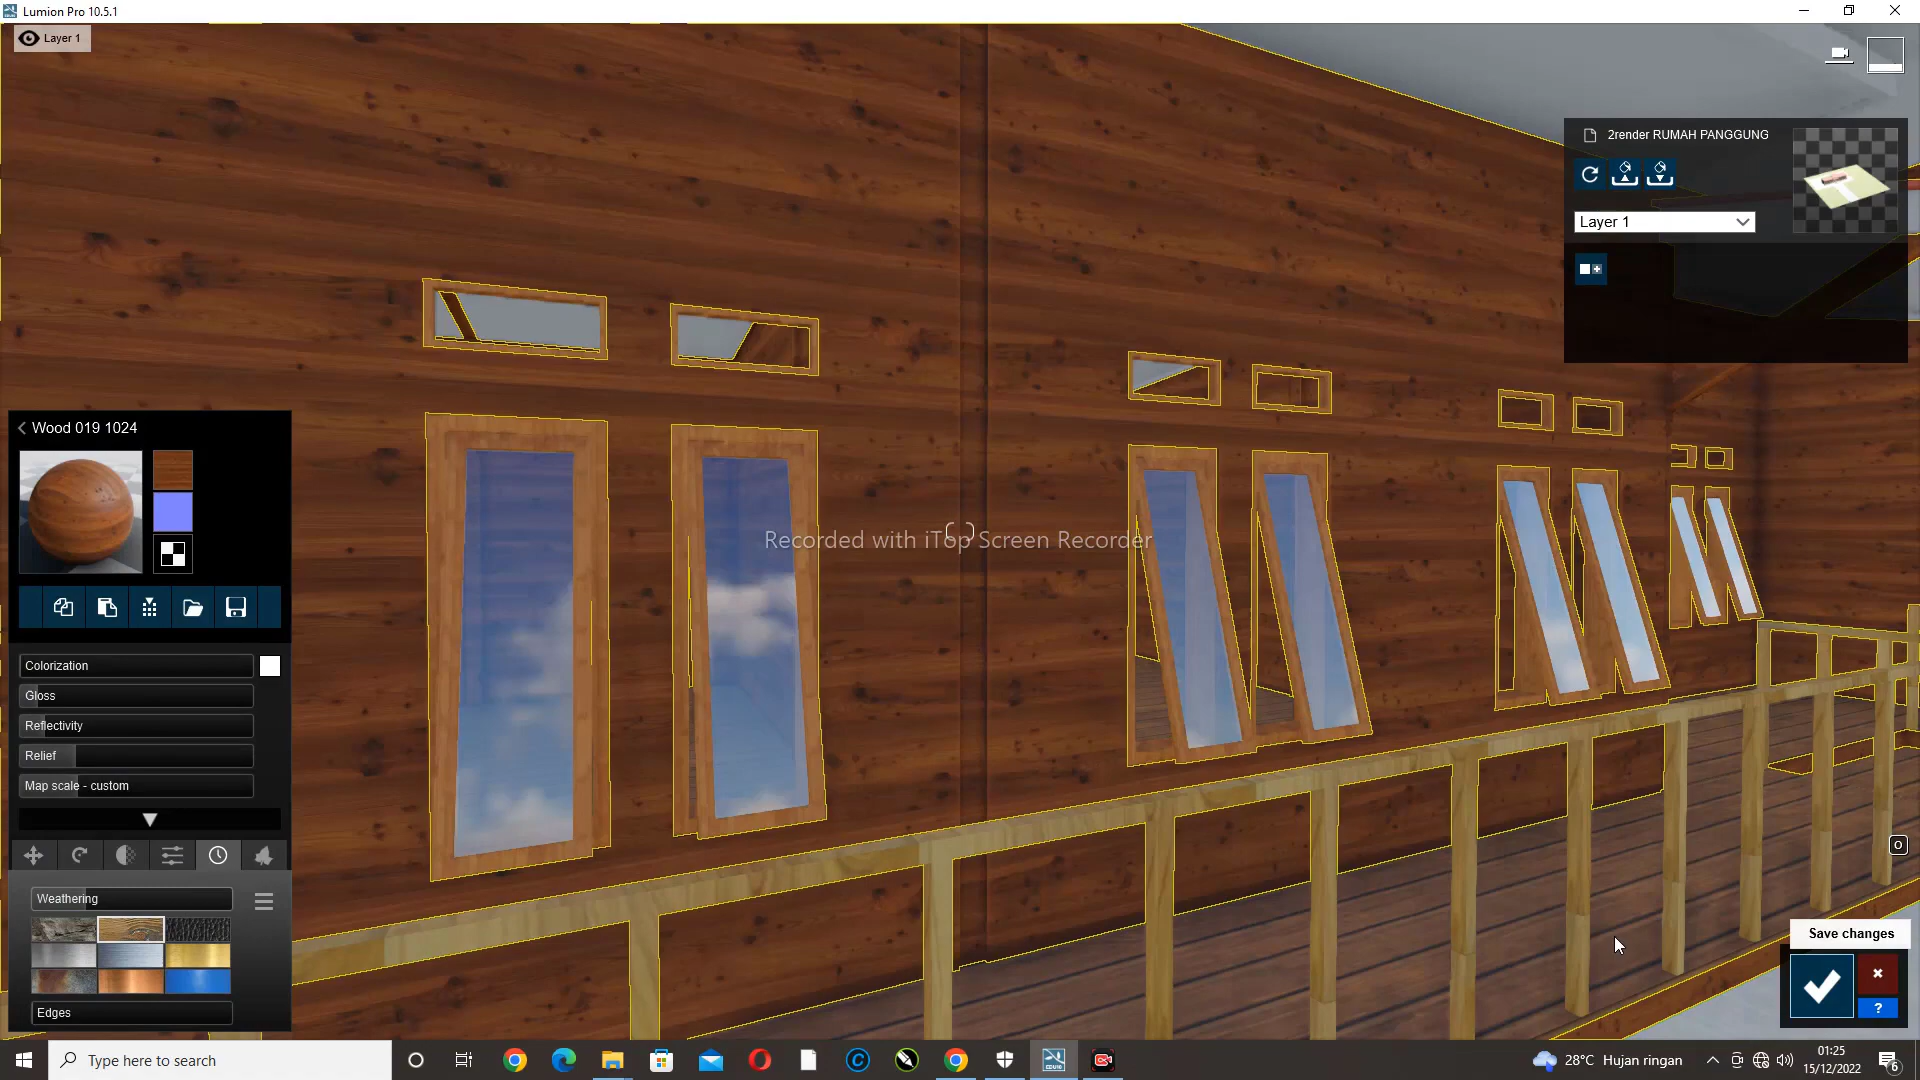 Lumion Pro 10.5.1
Layer 1
2render RUMAH PANGGUNG
Layer 1
Wood 019 1024
Recorded with iTop Screen Recorder
Colorization
Gloss
Reflectivity
Relief
Map scale - custom
O
Weathering
Save changes
?
Edges
Type here to search
28°C Hujan ringan
01:25
15/12/2022
6